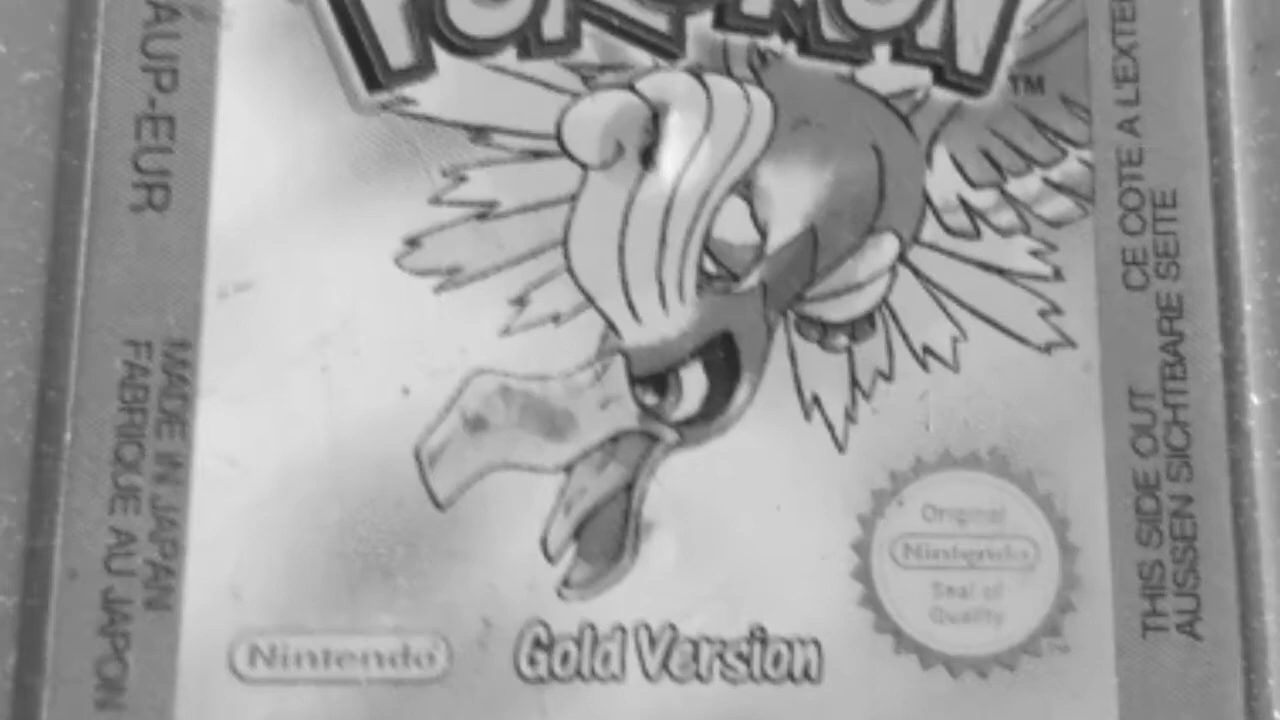 POKéMON
TM
AUP-EUR
MADE IN JAPAN
FABRIQUE AU JAPON
CE COTE A L'EXTE
THIS SIDE OUT
AUSSEN SICHTBARE SEITE
Original
Nintendo
Seal of
Quality
Nintendo
Gold Version